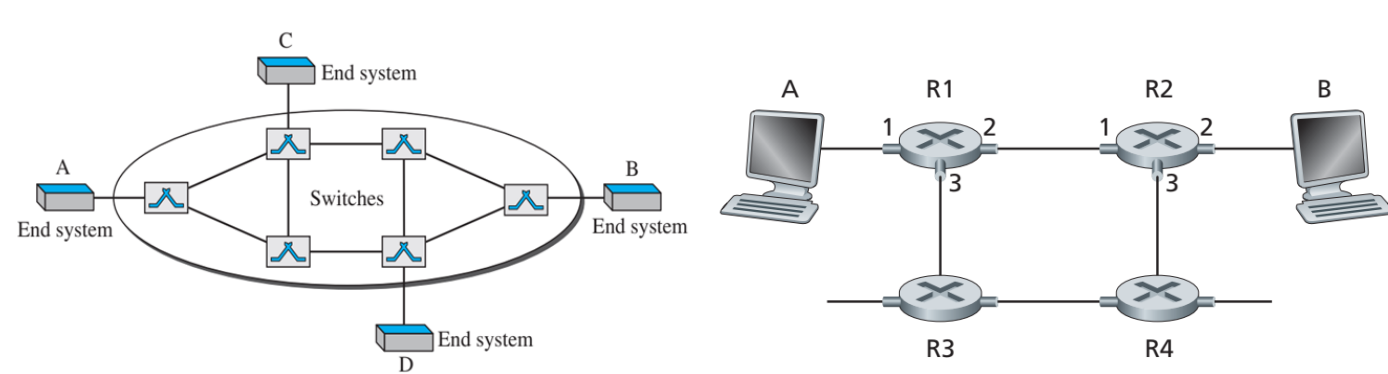 C
End system
A
End system
Switches
B
End system
End system
D
A
R1
R2
B
1
2
1
2
3
3
R3
R4